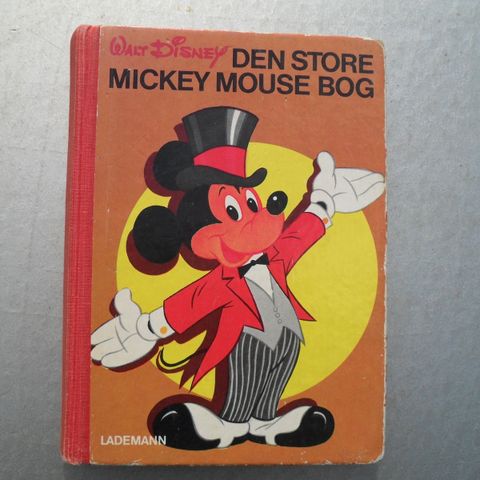 WALT DISNEY DEN STORE
MICKEY MOUSE BOG
LADEMANN